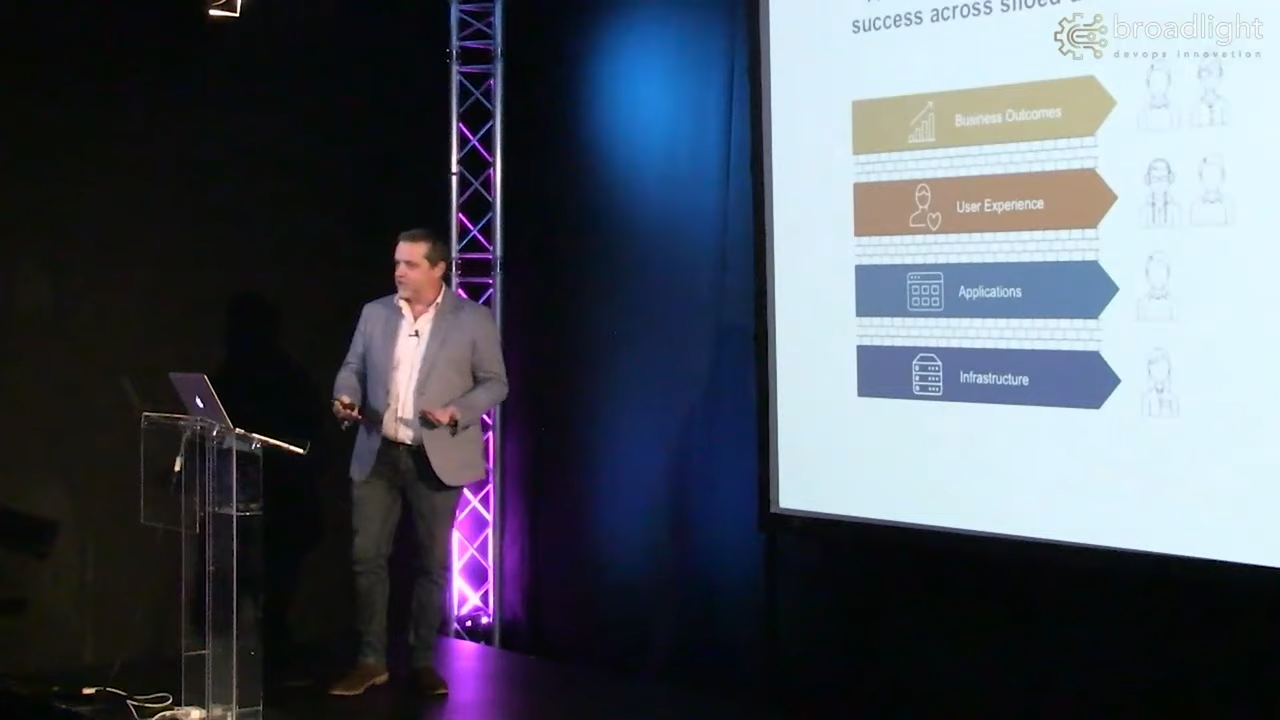 success across siloed
broadlight
devops innovation
Business Outcomes
User Experience
Applications
Infrastructure